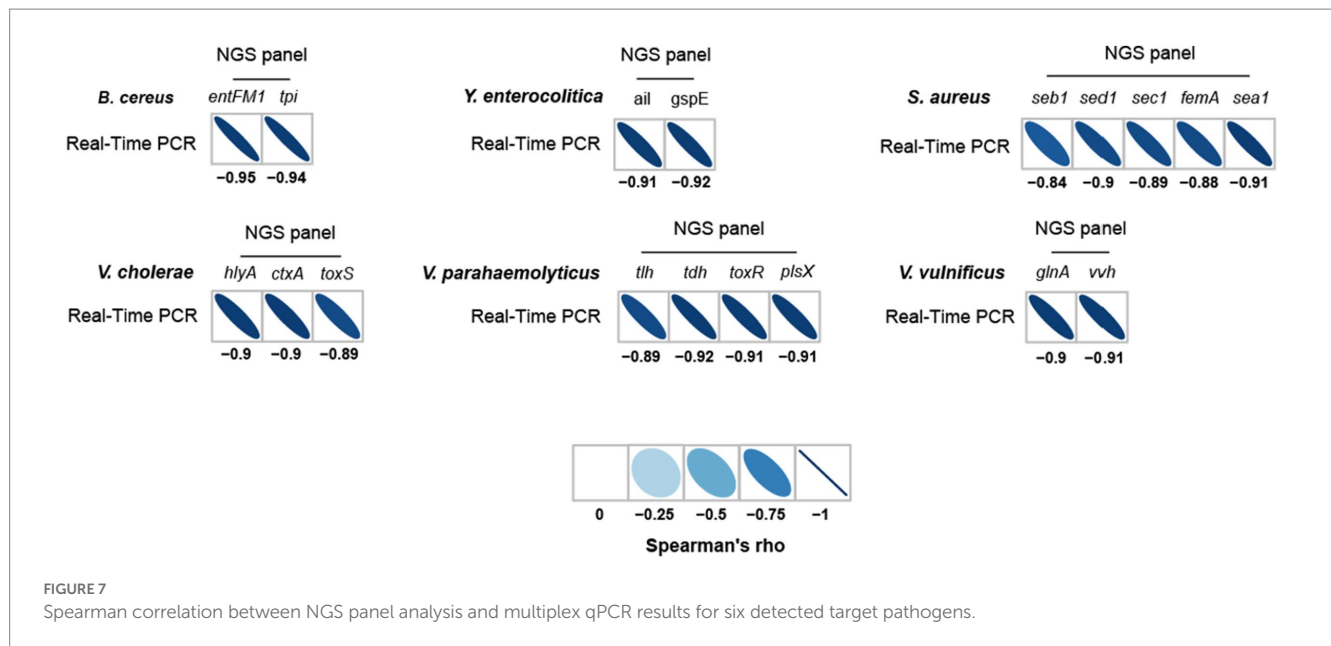 NGS panel
B. cereus entFM1 tpi
Real-Time PCR
−0.95 −0.94
NGS panel
Y. enterocolitica ail gspE
Real-Time PCR
−0.91 −0.92
NGS panel
S. aureus seb1 sed1 sec1 femA sea1
Real-Time PCR
−0.84 −0.9 −0.89 −0.88 −0.91
NGS panel
V. cholerae hlyA ctxA toxS
Real-Time PCR
−0.9 −0.9 −0.89
NGS panel
V. parahaemolyticus tlh tdh toxR plsX
Real-Time PCR
−0.89 −0.92 −0.91 −0.91
NGS panel
V. vulnificus glnA vvh
Real-Time PCR
−0.9 −0.91
0 −0.25 −0.5 −0.75 −1
Spearman's rho
FIGURE 7
Spearman correlation between NGS panel analysis and multiplex qPCR results for six detected target pathogens.